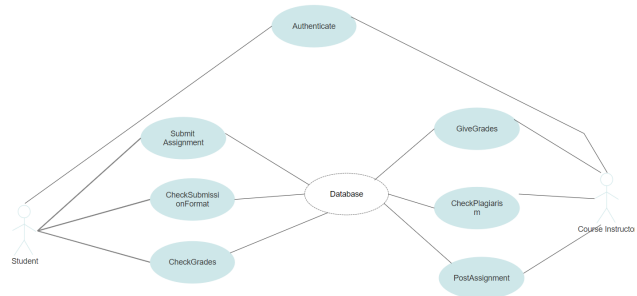 Authenticate
Submit
Assignment
GiveGrades
CheckSubmissi
onFormat
Database
CheckPlagiaris
m
Student
Course Instructo
CheckGrades
PostAssignment